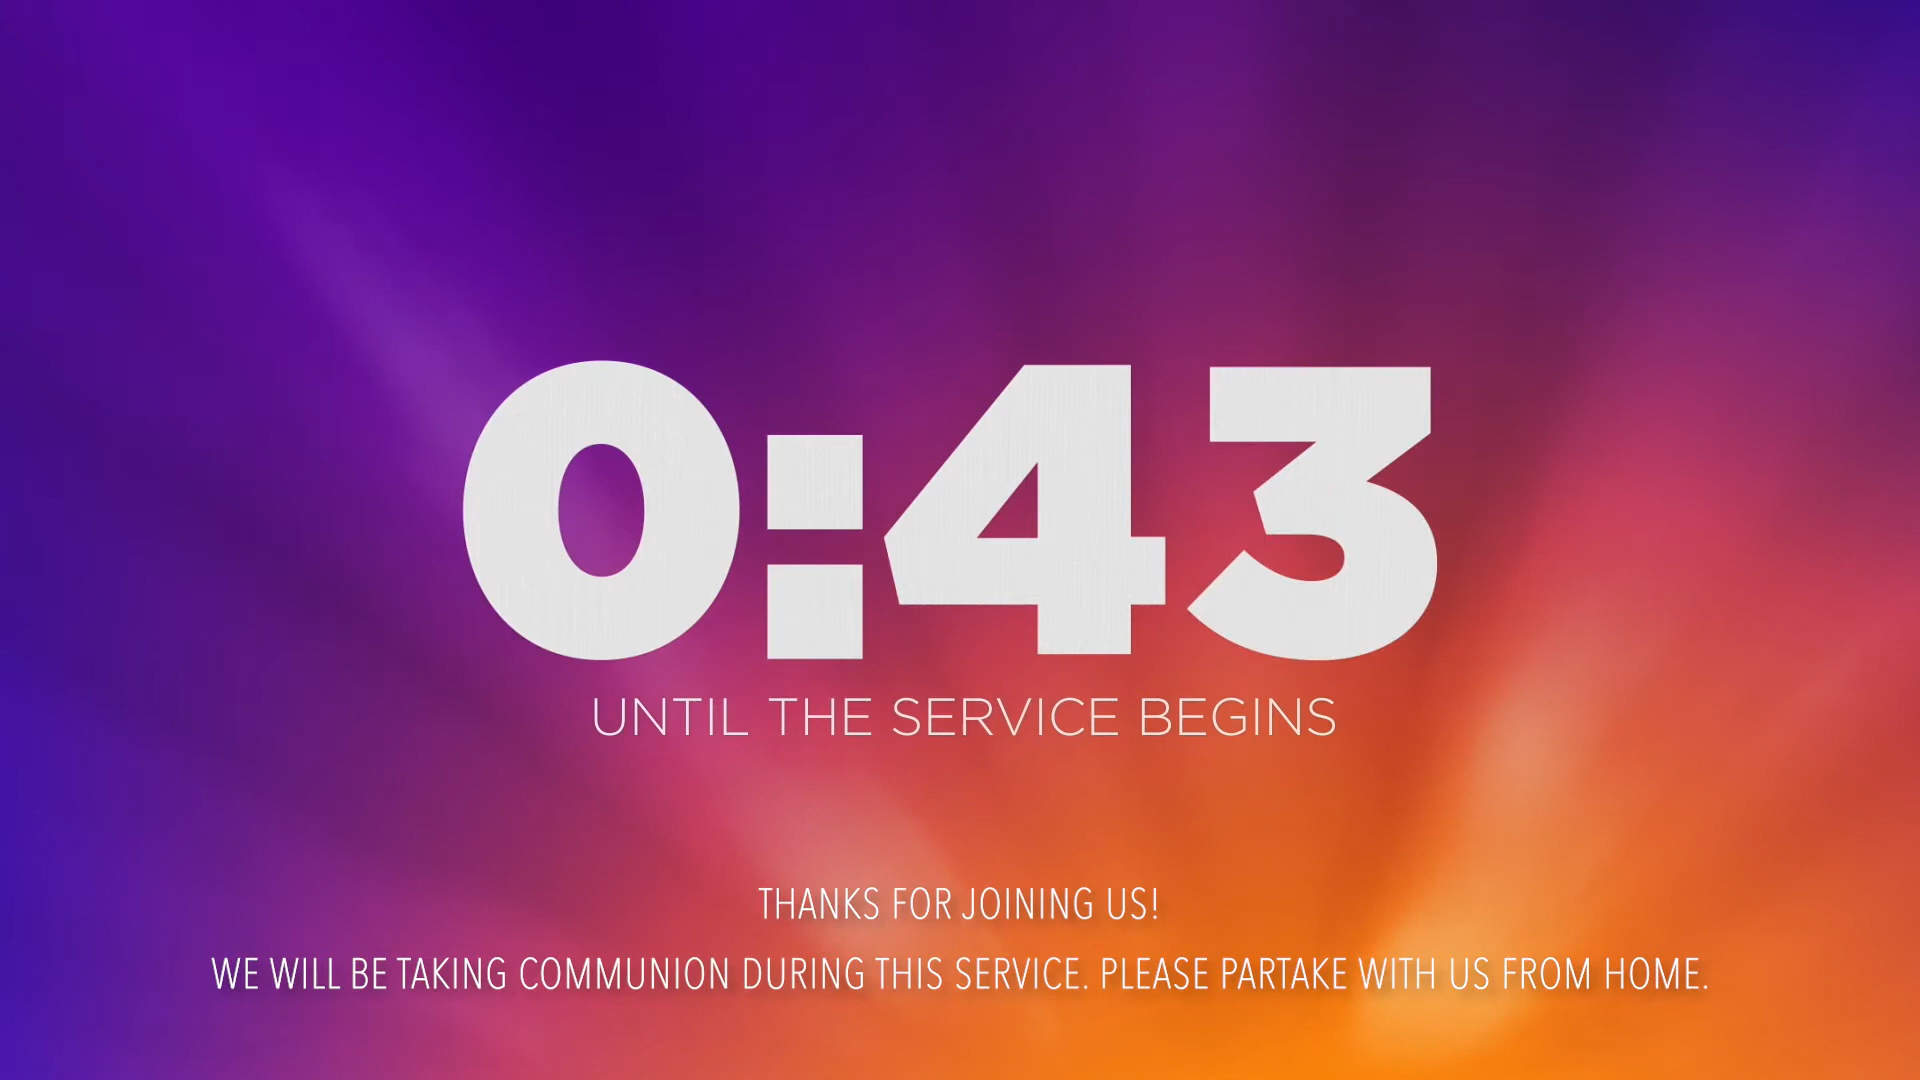 0:43
UNTIL THE SERVICE BEGINS
THANKS FOR JOINING US!
WE WILL BE TAKING COMMUNION DURING THIS SERVICE. PLEASE PARTAKE WITH US FROM HOME.